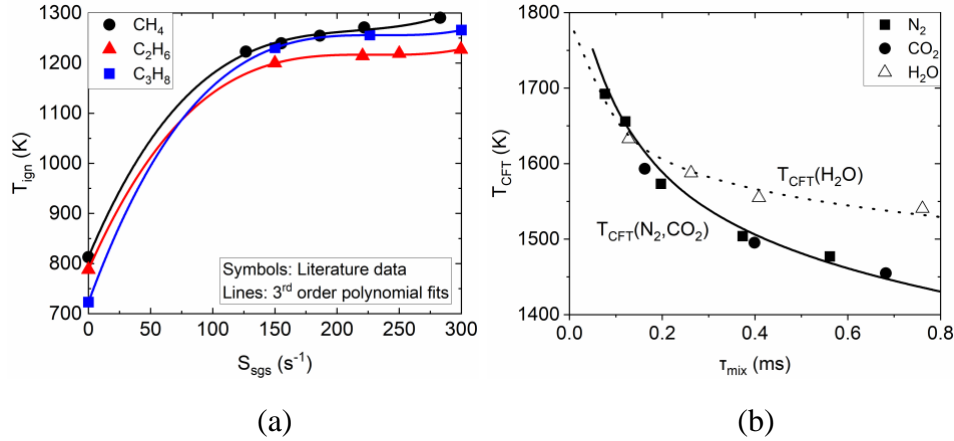 (a)
CH4
C2H6
C3H8
1300
1200
1100
1000
900
800
700
Tign (K)
Symbols: Literature data
Lines: 3rd order polynomial fits
0 50 100 150 200 250 300
Ssgs (s-1)
(a)
(b)
N2
CO2
H2O
1800
1700
1600
1500
1400
TCFT (K)
TCFT(H2O)
TCFT(N2,CO2)
0.0 0.2 0.4 0.6 0.8
τmix (ms)
(b)